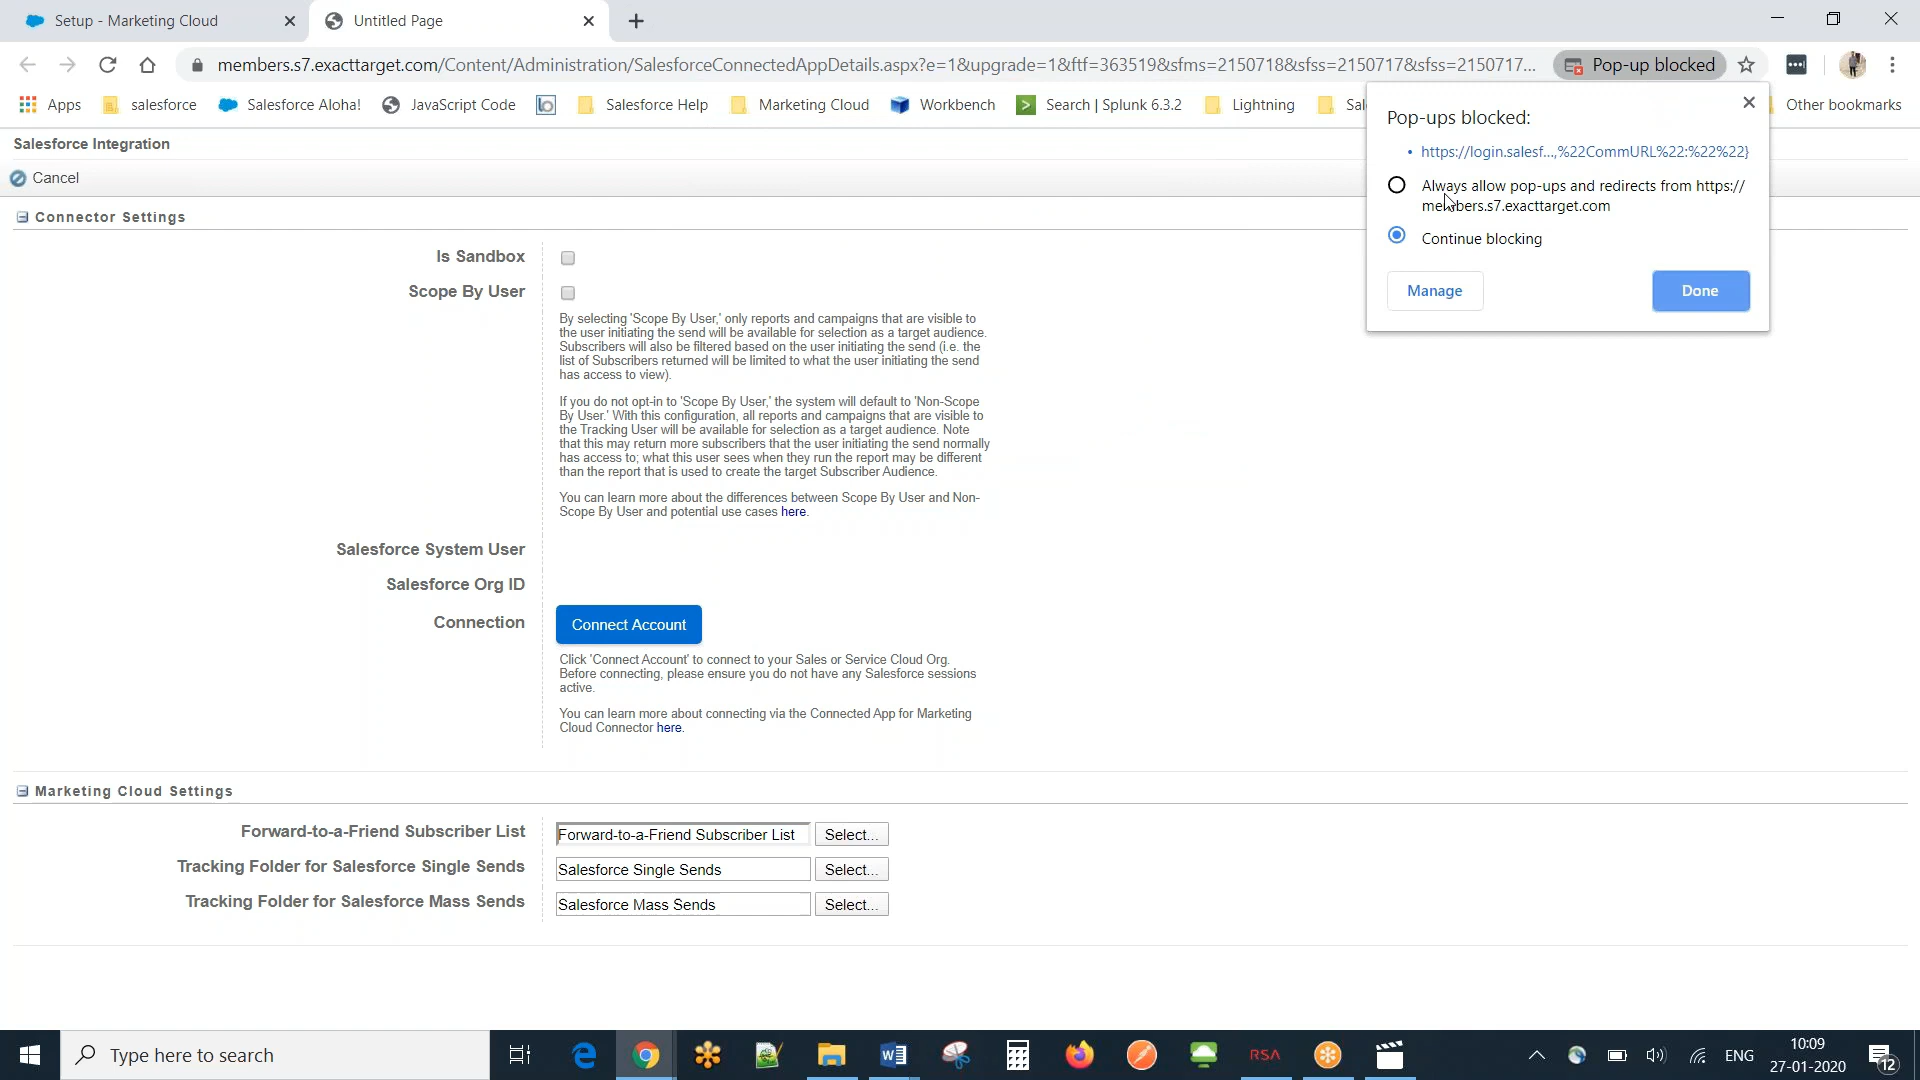 Setup - Marketing Cloud
Untitled Page
members.s7.exacttarget.com/Content/Administration/SalesforceConnectedAppDetails.aspx?e=1&upgrade=1&ftf=363519&sfms=2150718&sfss=2150717&sfss=2150717...
Pop-up blocked
Apps
salesforce
Salesforce Aloha!
JavaScript Code
Salesforce Help
Marketing Cloud
Workbench
Search | Splunk 6.3.2
Lightning
Sal
Other bookmarks
Pop-ups blocked:
• https://login.salesf...,%22CommURL%22:%22%22}
Always allow pop-ups and redirects from https://
members.s7.exacttarget.com
Continue blocking
Manage
Done
Salesforce Integration
Cancel
Connector Settings
Is Sandbox
Scope By User
By selecting 'Scope By User,' only reports and campaigns that are visible to
the user initiating the send will be available for selection as a target audience.
Subscribers will also be filtered based on the user initiating the send (i.e. the
list of Subscribers returned will be limited to what the user initiating the send
has access to view).
If you do not opt-in to 'Scope By User,' the system will default to 'Non-Scope
By User.' With this configuration, all reports and campaigns that are visible to
the Tracking User will be available for selection as a target audience. Note
that this may return more subscribers that the user initiating the send normally
has access to; what this user sees when they run the report may be different
than the report that is used to create the target Subscriber Audience.
You can learn more about the differences between Scope By User and Non-
Scope By User and potential use cases here.
Salesforce System User
Salesforce Org ID
Connection
Connect Account
Click 'Connect Account' to connect to your Sales or Service Cloud Org.
Before connecting, please ensure you do not have any Salesforce sessions
active.
You can learn more about connecting via the Connected App for Marketing
Cloud Connector here.
Marketing Cloud Settings
Forward-to-a-Friend Subscriber List
Forward-to-a-Friend Subscriber List
Select...
Tracking Folder for Salesforce Single Sends
Salesforce Single Sends
Select...
Tracking Folder for Salesforce Mass Sends
Salesforce Mass Sends
Select...
Type here to search
RSA
ENG
10:09
27-01-2020
12